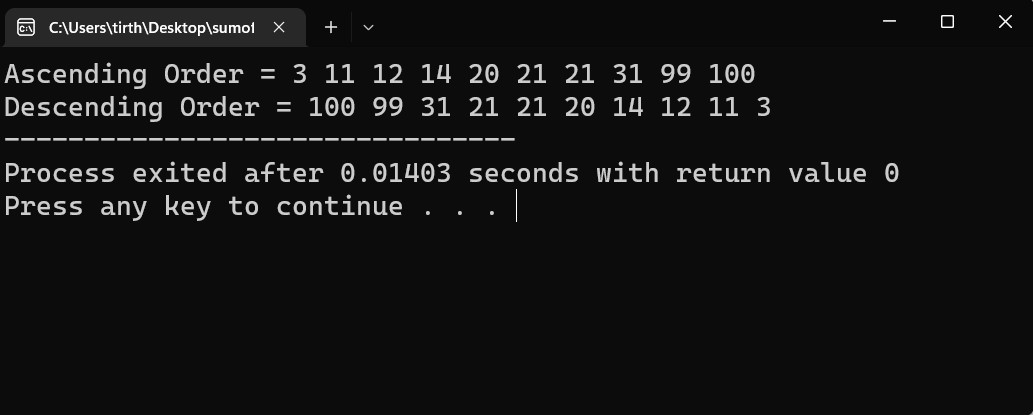 C:\Users\tirth\Desktop\sumof
Ascending Order = 3 11 12 14 20 21 21 31 99 100
Descending Order = 100 99 31 21 21 20 14 12 11 3
--------------------------------
Process exited after 0.01403 seconds with return value 0
Press any key to continue . . .